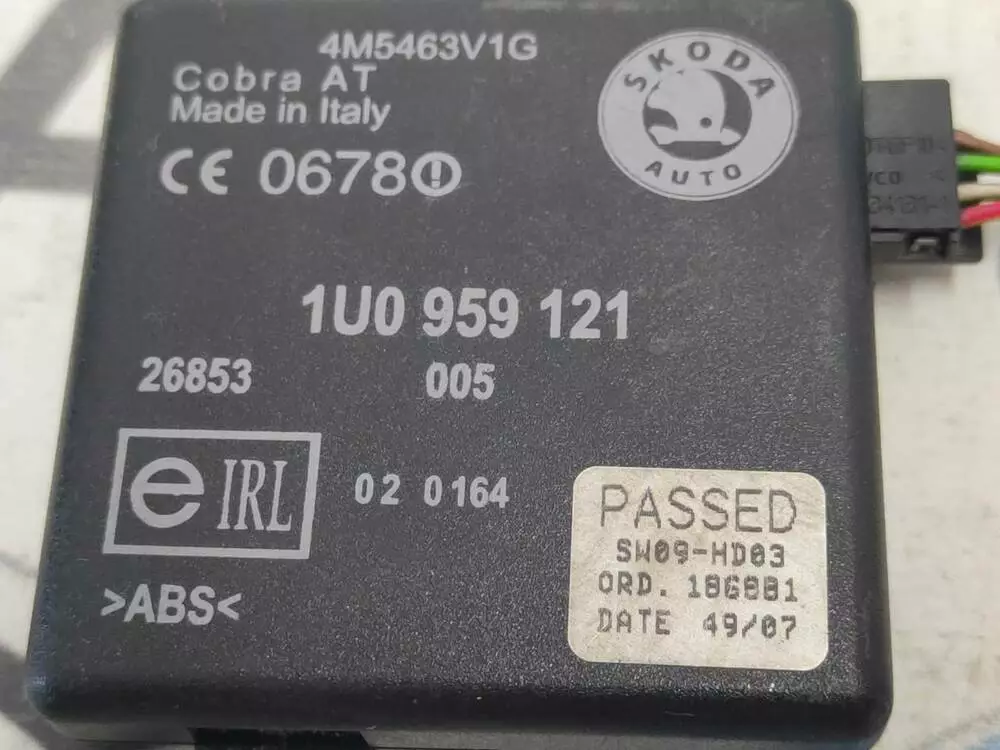 4M5463V1G
Cobra AT
Made in Italy
CE 0678
SKODA
AUTO
1U0 959 121
26853
005
e IRL
02 0164
>ABS<
PASSED
SW09-HD03
ORD. 186881
DATE 49/07